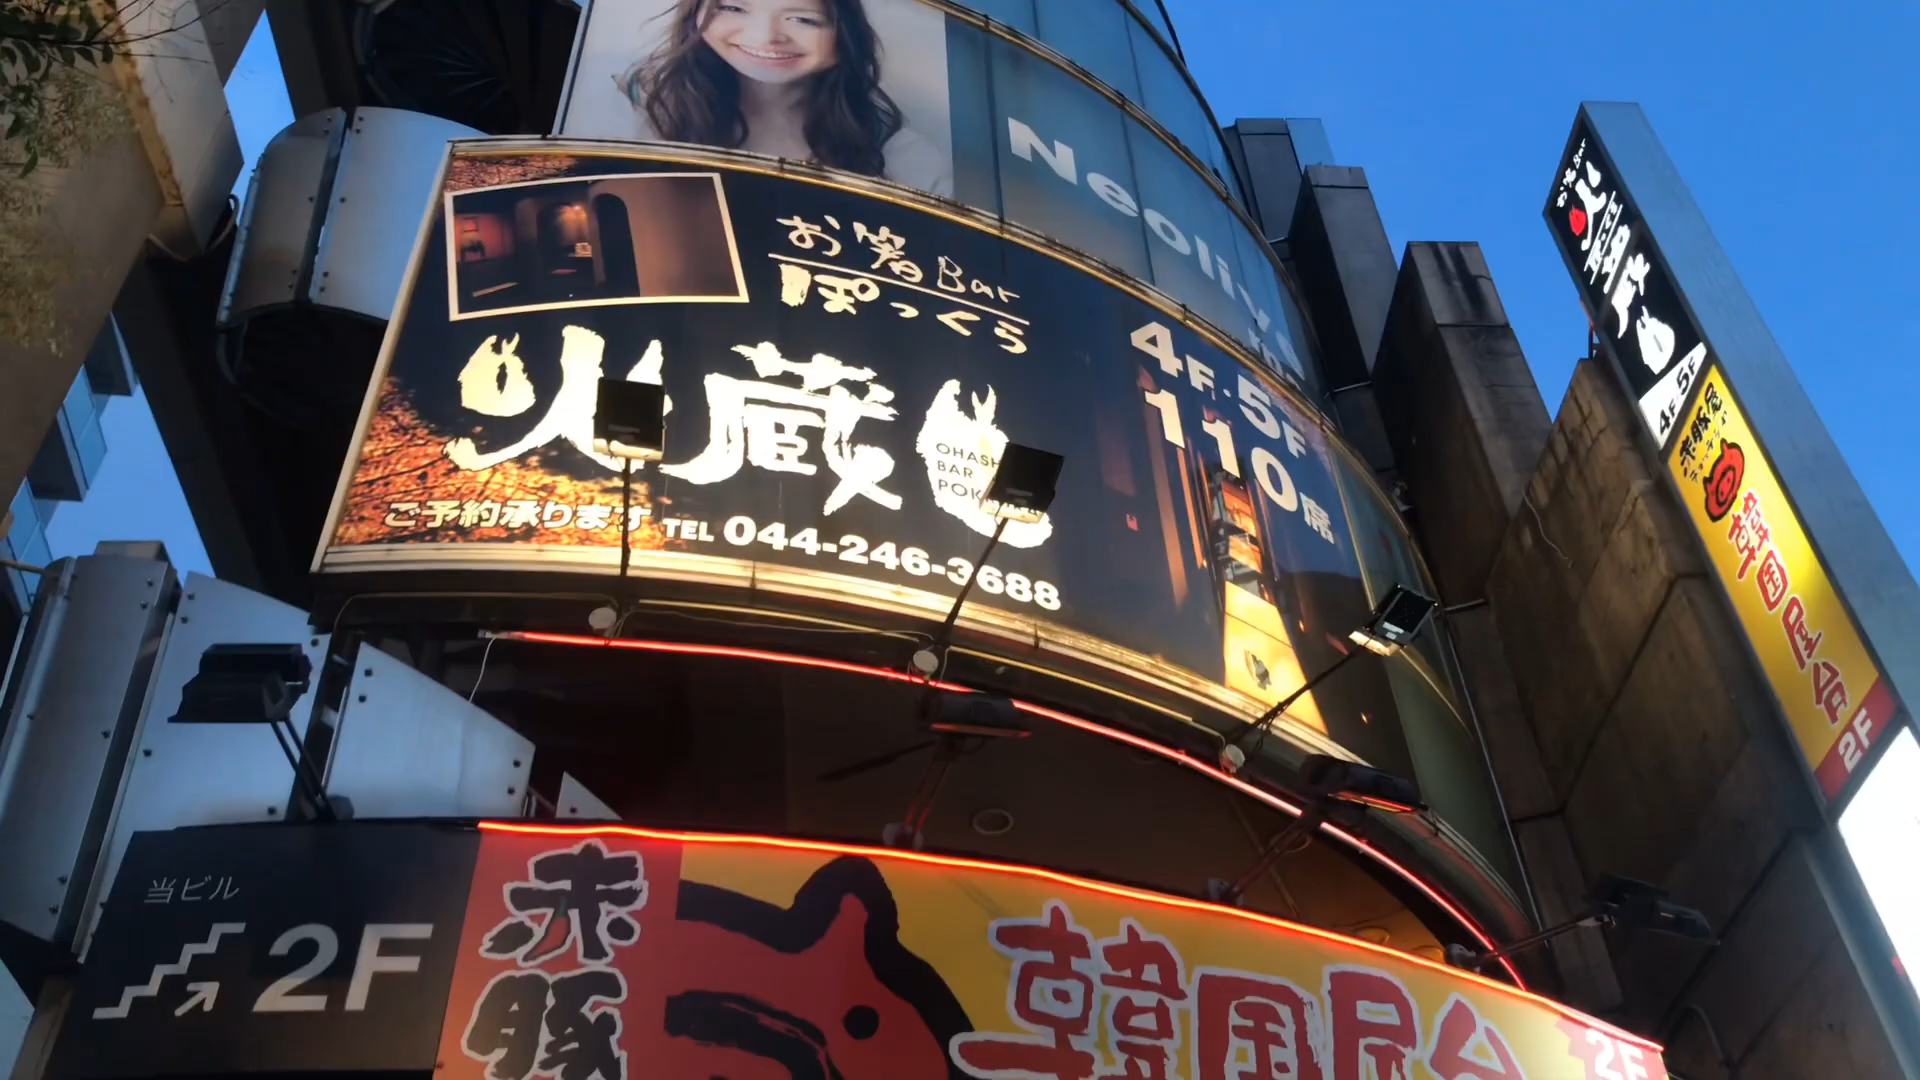 Neolive
お箸Bar
ぽっくら
火蔵
OHASHI
BAR
4F・5F
110席
ご予約承ります TEL 044-246-3688
お箸Bar
火蔵
4F・5F
赤豚屋
韓国屋台
2F
当ビル
2F
赤豚
韓国屋台
2F